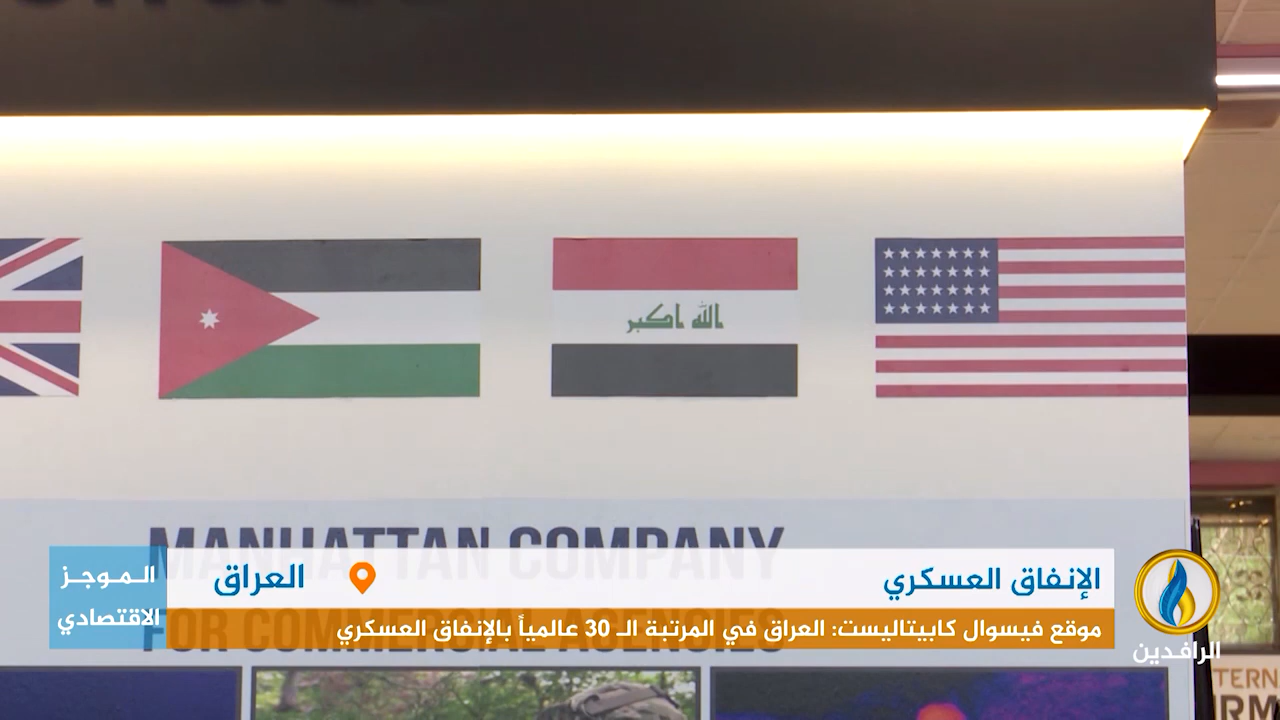 الله اكبر
MANHATTAN COMPANY
FOR COMMERCIAL AGENCIES
الإنفاق العسكري
العراق
الموجز
الاقتصادي
موقع فيسوال كابيتاليست: العراق في المرتبة الـ 30 عالمياً بالإنفاق العسكري
الرافدين